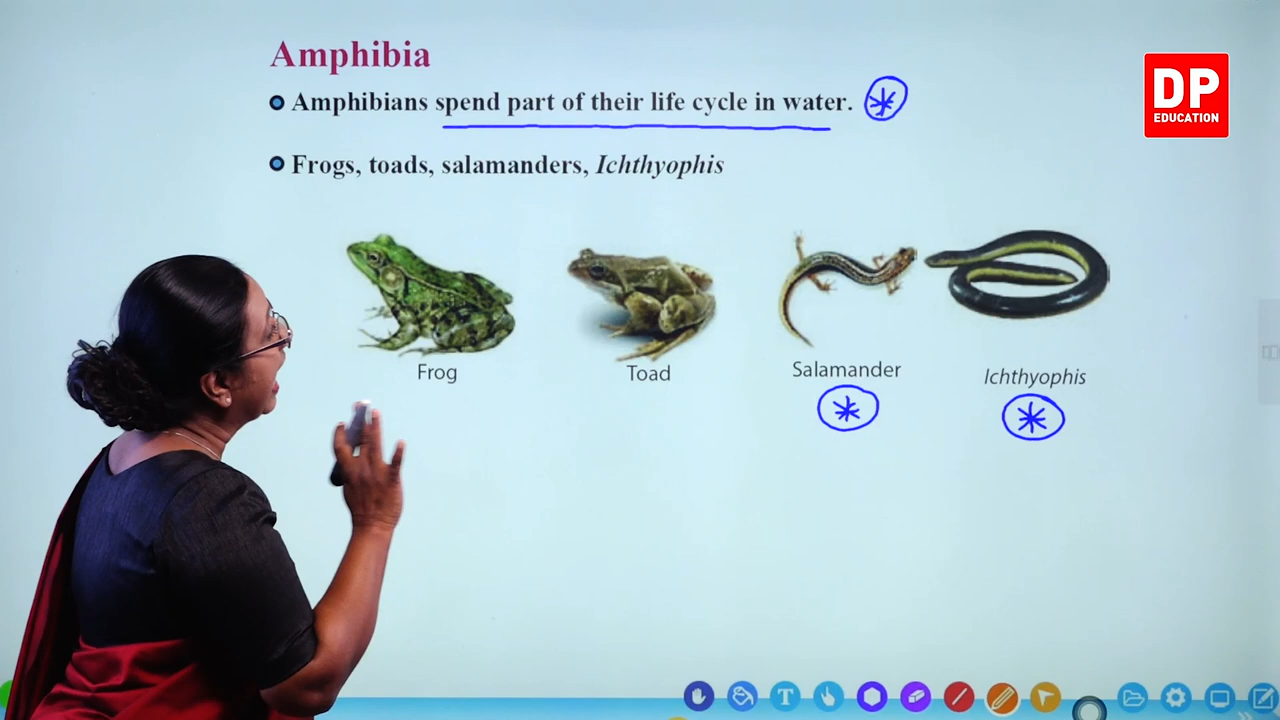 Amphibia
Amphibians spend part of their life cycle in water.
Frogs, toads, salamanders, Ichthyophis
Frog
Toad
Salamander
Ichthyophis
DP
EDUCATION
T